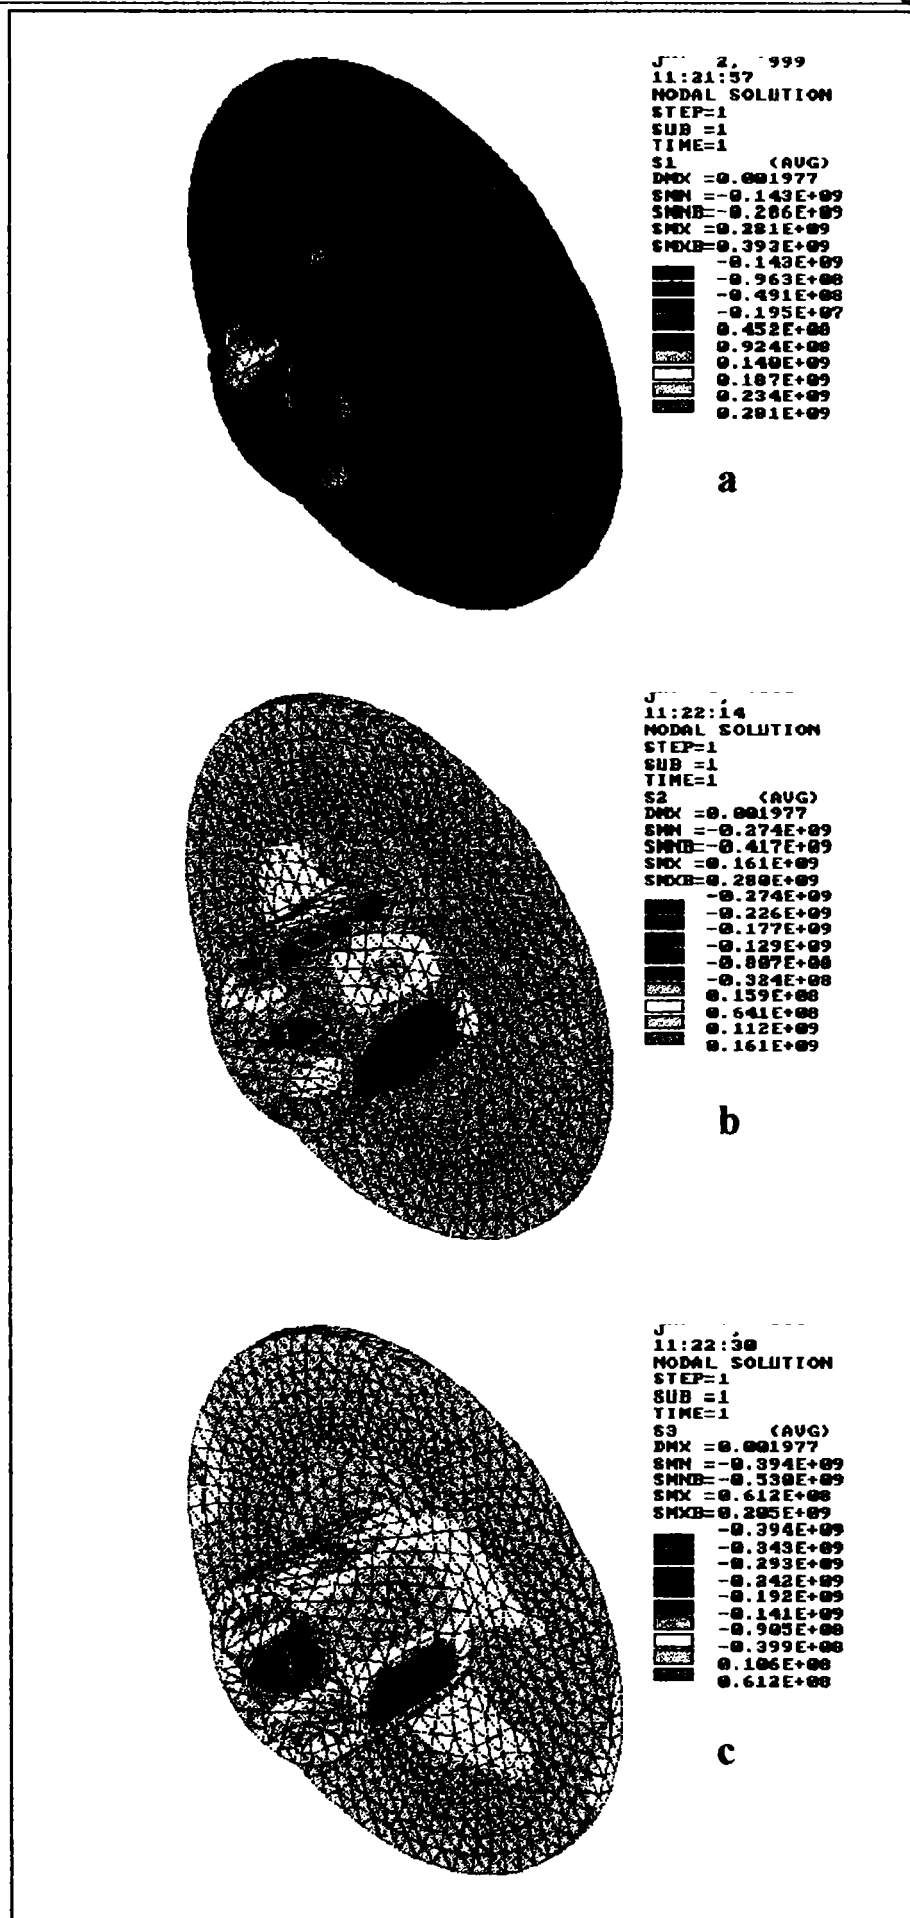 2, 999
11:21:57
NODAL SOLUTION
STEP=1
SUB =1
TIME=1
S1 (AVG)
DMX =0.001977
SMN =-0.143E+09
SMNB=-0.286E+09
SMX =0.281E+09
SMXB=0.393E+09
-0.143E+09
-0.963E+08
-0.491E+08
-0.195E+07
0.452E+08
0.924E+08
0.140E+09
0.187E+09
0.234E+09
0.281E+09
a
11:22:14
NODAL SOLUTION
STEP=1
SUB =1
TIME=1
S2 (AVG)
DMX =0.001977
SMN =-0.274E+09
SMNB=-0.417E+09
SMX =0.161E+09
SMXB=0.280E+09
-0.274E+09
-0.226E+09
-0.177E+09
-0.129E+09
-0.807E+08
-0.324E+08
0.159E+08
0.641E+08
0.112E+09
0.161E+09
b
11:22:30
NODAL SOLUTION
STEP=1
SUB =1
TIME=1
S3 (AVG)
DMX =0.001977
SMN =-0.394E+09
SMNB=-0.530E+09
SMX =0.612E+08
SMXB=0.205E+09
-0.394E+09
-0.343E+09
-0.293E+09
-0.242E+09
-0.192E+09
-0.141E+09
-0.905E+08
-0.399E+08
0.106E+08
0.612E+08
c